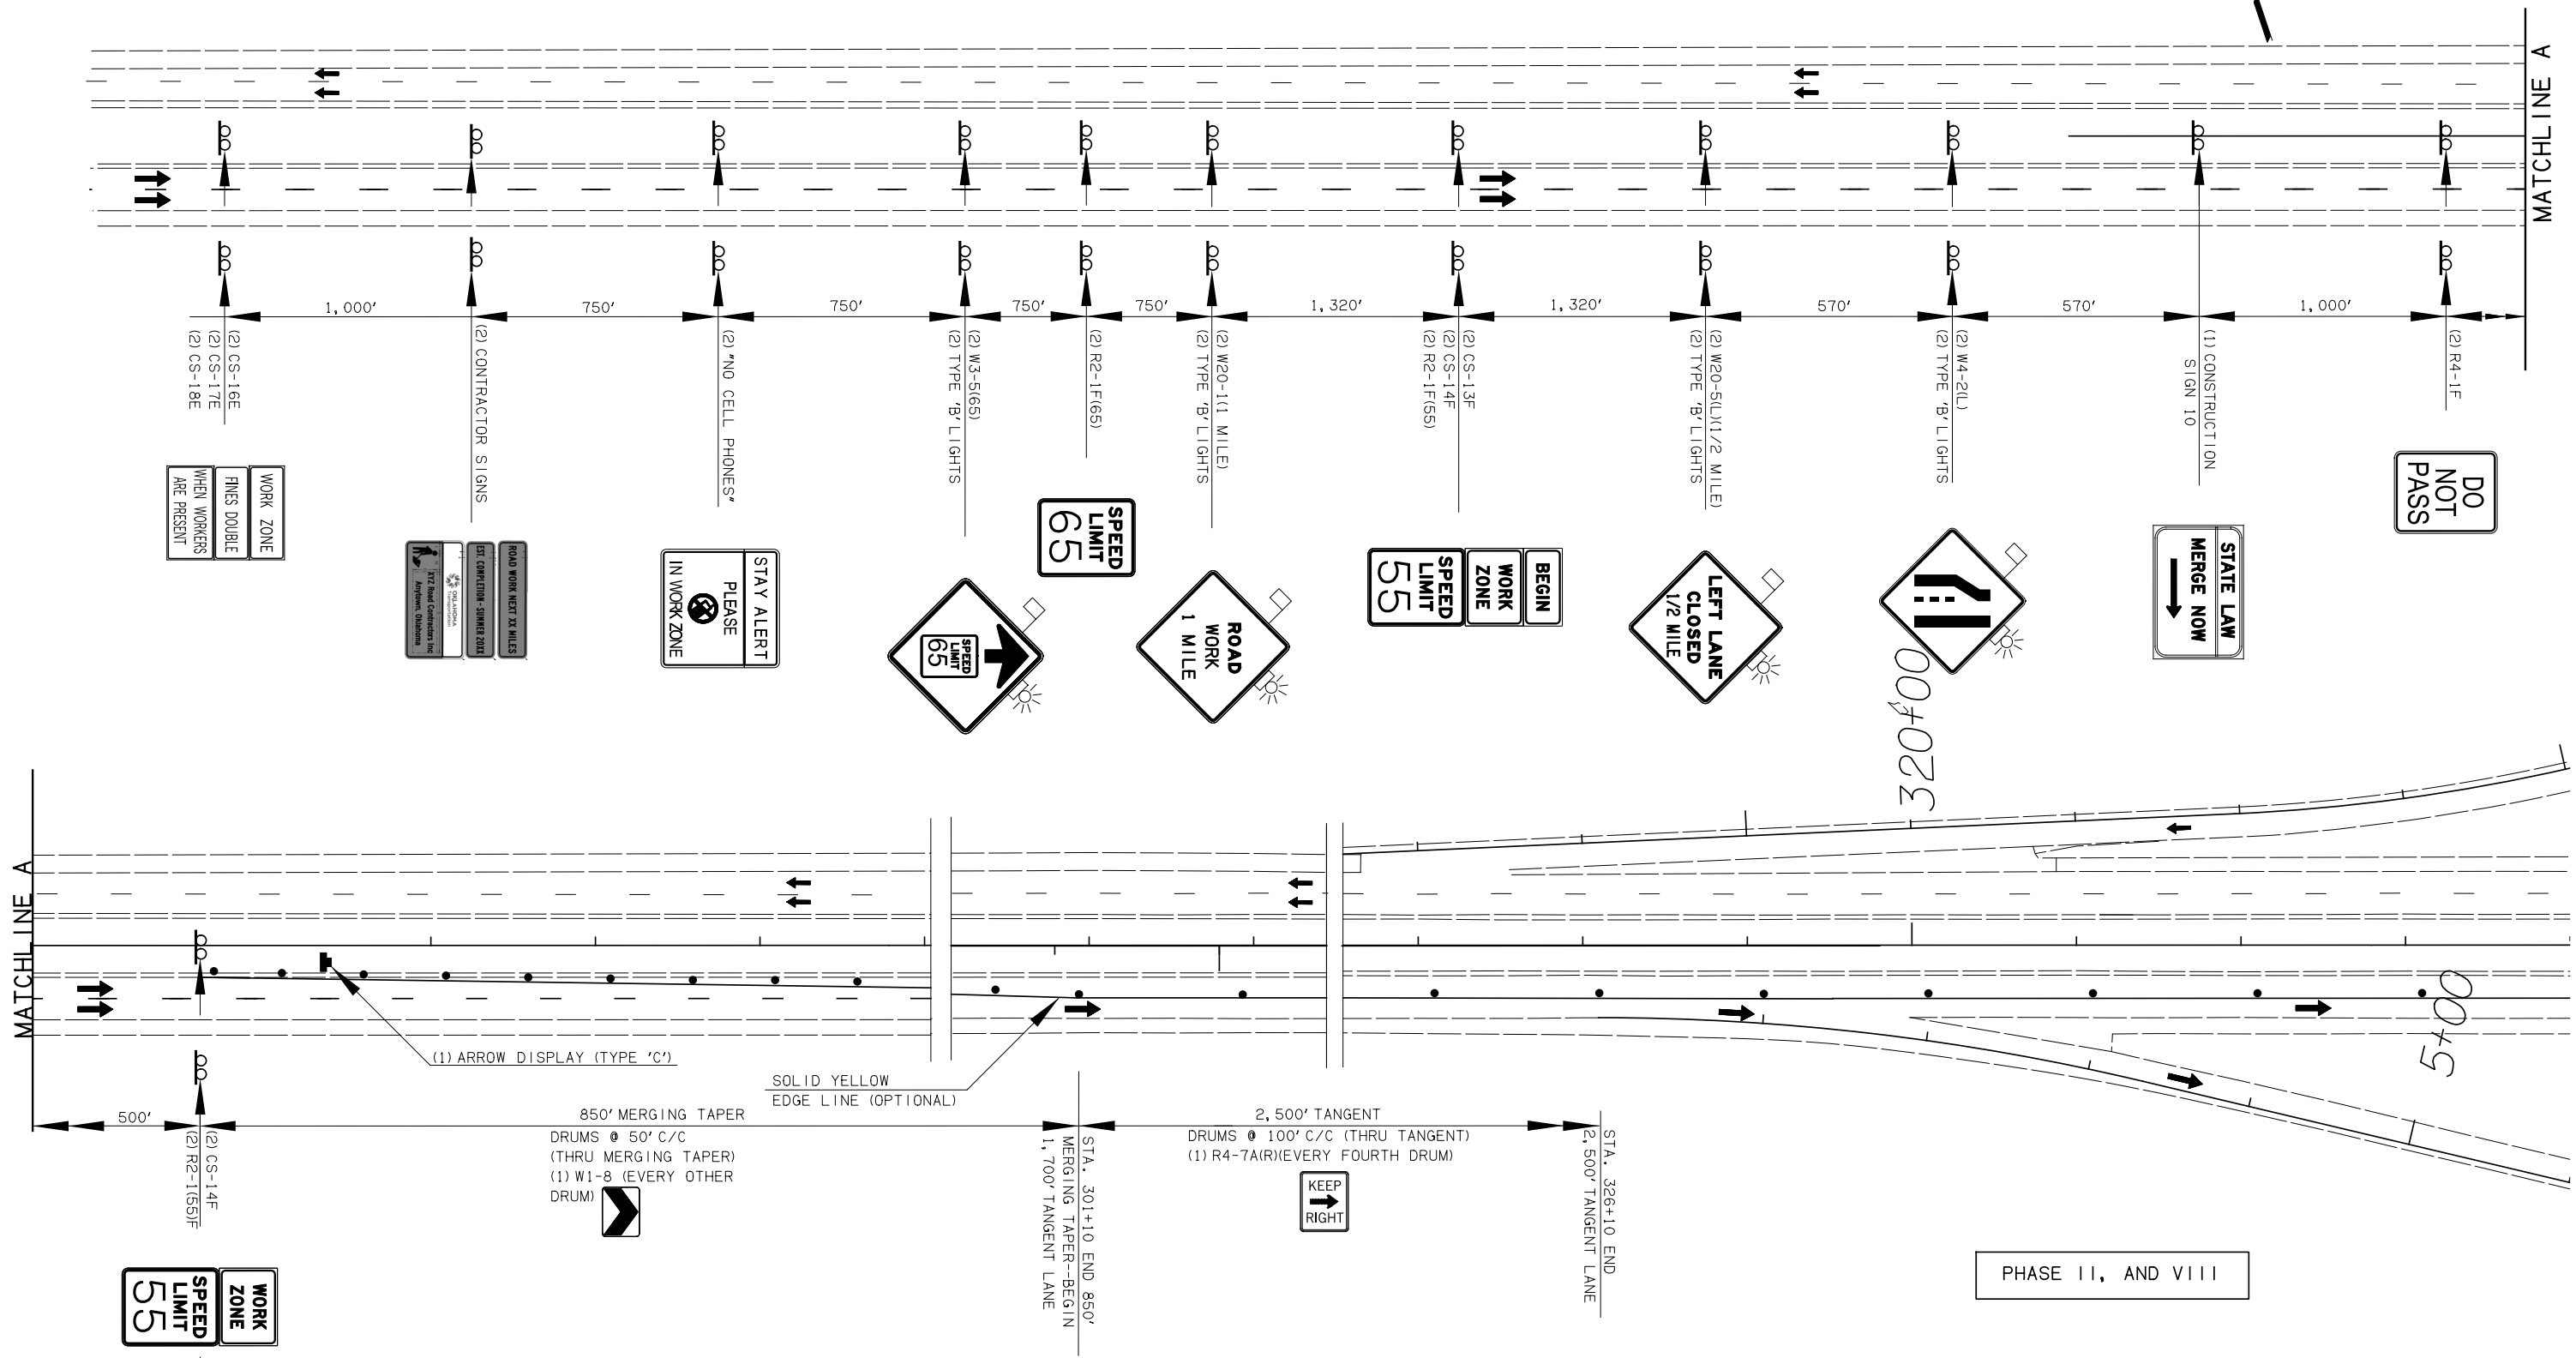 MATCHLINE A
1,000'
750'
750'
750'
750'
1,320'
1,320'
570'
570'
1,000'
(2) CS-16E
(2) CS-17E
(2) CS-18E
(2) CONTRACTOR SIGNS
(2) "NO CELL PHONES"
(2) W3-5(65)
(2) TYPE 'B' LIGHTS
(2) R2-1F(65)
(2) W20-1(1 MILE)
(2) TYPE 'B' LIGHTS
(2) CS-13F
(2) CS-14F
(2) R2-1F(55)
(2) W20-5(L)(1/2 MILE)
(2) TYPE 'B' LIGHTS
(2) W4-2(L)
(2) TYPE 'B' LIGHTS
(1) CONSTRUCTION
SIGN 10
(2) R4-1F
WORK ZONE
FINES DOUBLE
WHEN WORKERS
ARE PRESENT
ROAD WORK NEXT XX MILES
EST. COMPLETION - SUMMER 20XX
OKLAHOMA
Transportation
XYZ Road Contractors Inc
Anytown, Oklahoma
STAY ALERT
PLEASE
IN WORK ZONE
SPEED
LIMIT
65
SPEED
LIMIT
65
ROAD
WORK
1 MILE
BEGIN
WORK
ZONE
SPEED
LIMIT
55
LEFT LANE
CLOSED
1/2 MILE
STATE LAW
MERGE NOW
DO
NOT
PASS
320+00
MATCHLINE A
5+00
(1) ARROW DISPLAY (TYPE 'C')
SOLID YELLOW
EDGE LINE (OPTIONAL)
500'
850' MERGING TAPER
DRUMS @ 50' C/C
(THRU MERGING TAPER)
(1) W1-8 (EVERY OTHER
DRUM)
2,500' TANGENT
DRUMS @ 100' C/C (THRU TANGENT)
(1) R4-7A(R)(EVERY FOURTH DRUM)
KEEP
RIGHT
(2) CS-14F
(2) R2-1(55)F
STA. 301+10 END 850'
MERGING TAPER--BEGIN
1,700' TANGENT LANE
STA. 326+10 END
2,500' TANGENT LANE
WORK
ZONE
SPEED
LIMIT
55
PHASE II, AND VIII